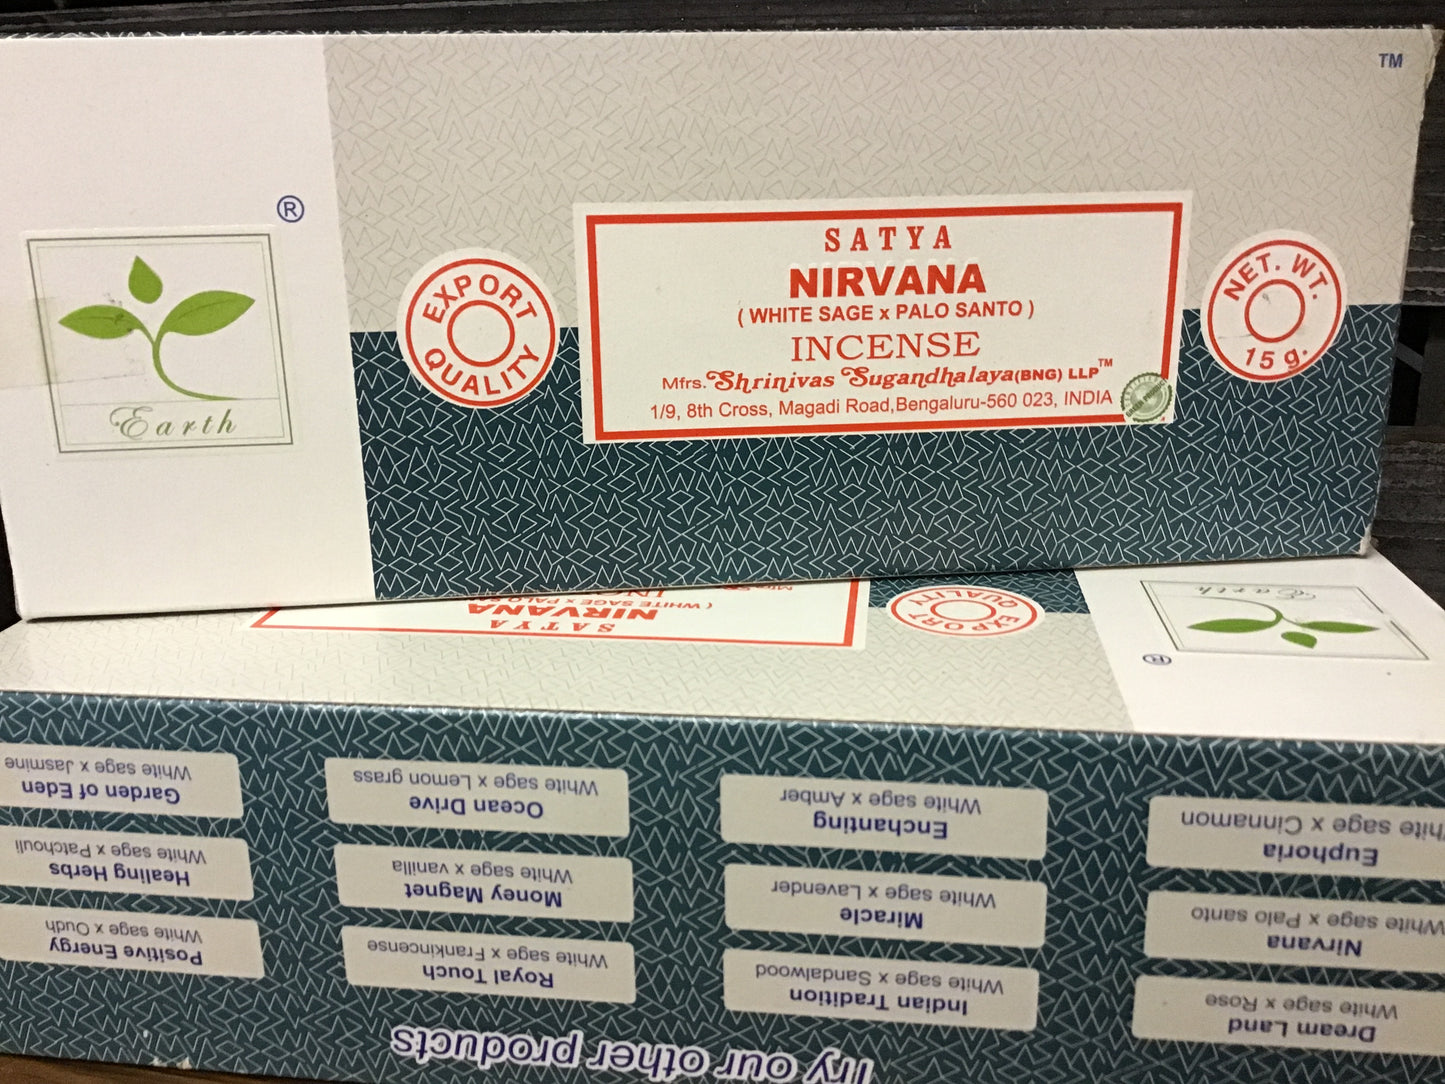 TM
®
Earth
EXPORT
QUALITY
SATYA
NIRVANA
( WHITE SAGE x PALO SANTO )
INCENSE
Mfrs. Shrinivas Sugandhalaya(BNG) LLP™
1/9, 8th Cross, Magadi Road,Bengaluru-560 023, INDIA
NET. WT.
15 g.
Earth
®
EXPORT
QUALITY
SATYA
NIRVANA
( WHITE SAGE x PALO
Try our other products
Dream Land
White sage x Rose
Indian Tradition
White sage x Sandalwood
Royal Touch
White sage x Frankincense
Positive Energy
White sage x Oudh
Nirvana
White sage x Palo santo
Miracle
White sage x Lavender
Money Magnet
White sage x vanilla
Healing Herbs
White sage x Patchouli
Euphoria
White sage x Cinnamon
Enchanting
White sage x Amber
Ocean Drive
White sage x Lemon grass
Garden of Eden
White sage x Jasmine